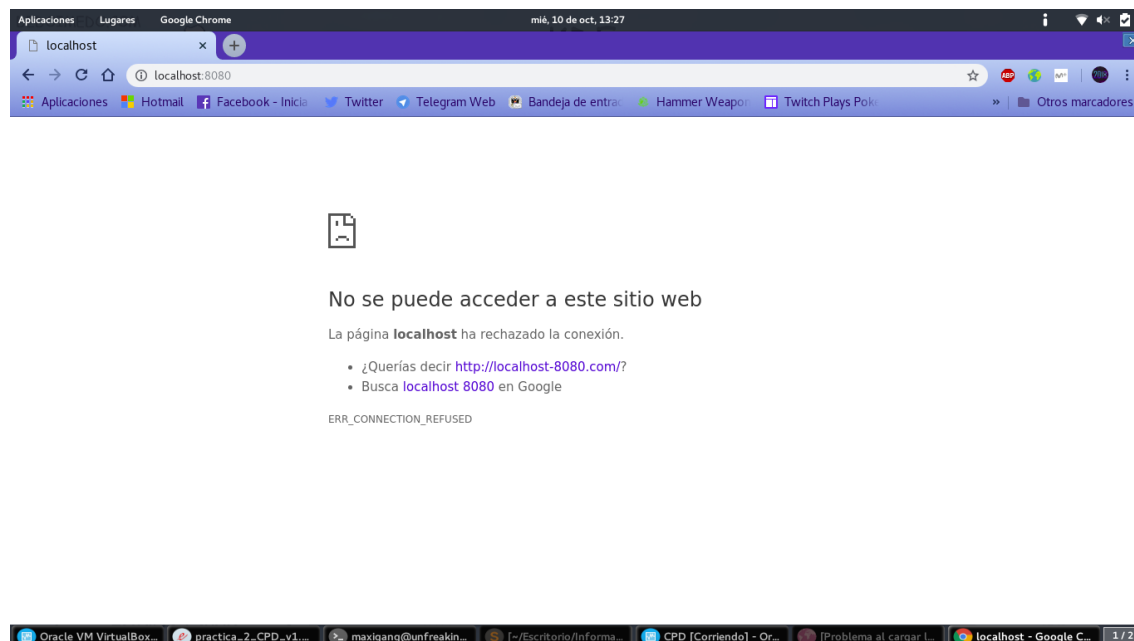 Aplicaciones Lugares Google Chrome mié, 10 de oct, 13:27
localhost
localhost:8080
Aplicaciones Hotmail Facebook - Inicia Twitter Telegram Web Bandeja de entrac Hammer Weapon Twitch Plays Poke » Otros marcadores
No se puede acceder a este sitio web
La página localhost ha rechazado la conexión.
• ¿Querías decir http://localhost-8080.com/?
• Busca localhost 8080 en Google
ERR_CONNECTION_REFUSED
Oracle VM VirtualBox... practica_2_CPD_v1.... maxigang@unfreakin... [~/Escritorio/Informa... CPD [Corriendo] - Or... [Problema al cargar l... localhost - Google C... 1 / 2